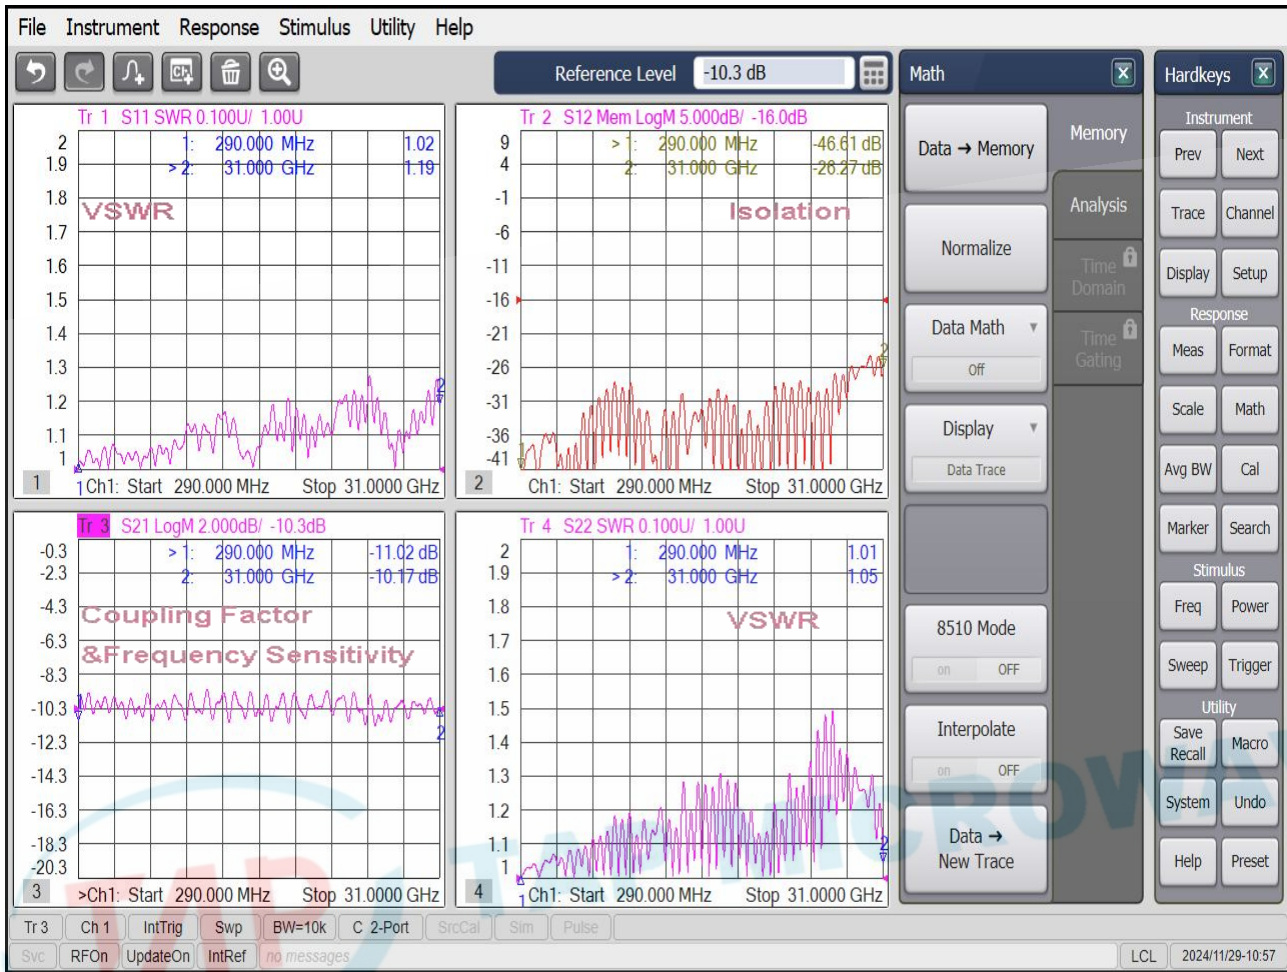 File Instrument Response Stimulus Utility Help
Reference Level -10.3 dB
Tr 1 S11 SWR 0.100U/ 1.00U
1: 290.000 MHz 1.02
> 2: 31.000 GHz 1.19
VSWR
2
1.9
1.8
1.7
1.6
1.5
1.4
1.3
1.2
1.1
1
2
1
1 Ch1: Start 290.000 MHz Stop 31.0000 GHz
Tr 2 S12 Mem LogM 5.000dB/ -16.0dB
> 1: 290.000 MHz -46.61 dB
2: 31.000 GHz -26.27 dB
Isolation
9
4
-1
-6
-11
-16
-21
-26
-31
-36
-41
1
2
2
Ch1: Start 290.000 MHz Stop 31.0000 GHz
Tr 3 S21 LogM 2.000dB/ -10.3dB
> 1: 290.000 MHz -11.02 dB
2: 31.000 GHz -10.17 dB
Coupling Factor
&Frequency Sensitivity
-0.3
-2.3
-4.3
-6.3
-8.3
-10.3
-12.3
-14.3
-16.3
-18.3
-20.3
1
2
3
>Ch1: Start 290.000 MHz Stop 31.0000 GHz
Tr 4 S22 SWR 0.100U/ 1.00U
1: 290.000 MHz 1.01
> 2: 31.000 GHz 1.05
VSWR
2
1.9
1.8
1.7
1.6
1.5
1.4
1.3
1.2
1.1
1
2
4
1 Ch1: Start 290.000 MHz Stop 31.0000 GHz
Math
Data → Memory
Normalize
Data Math
Off
Display
Data Trace
8510 Mode
on OFF
Interpolate
on OFF
Data →
New Trace
Memory
Analysis
Time
Domain
Time
Gating
Hardkeys
Instrument
Prev Next
Trace Channel
Display Setup
Response
Meas Format
Scale Math
Avg BW Cal
Marker Search
Stimulus
Freq Power
Sweep Trigger
Utility
Save
Recall Macro
System Undo
Help Preset
Tr 3 Ch 1 IntTrig Swp BW=10k C 2-Port SrcCal Sim Pulse
Svc RFOn UpdateOn IntRef no messages LCL 2024/11/29-10:57
TAP TAP MICROWAV